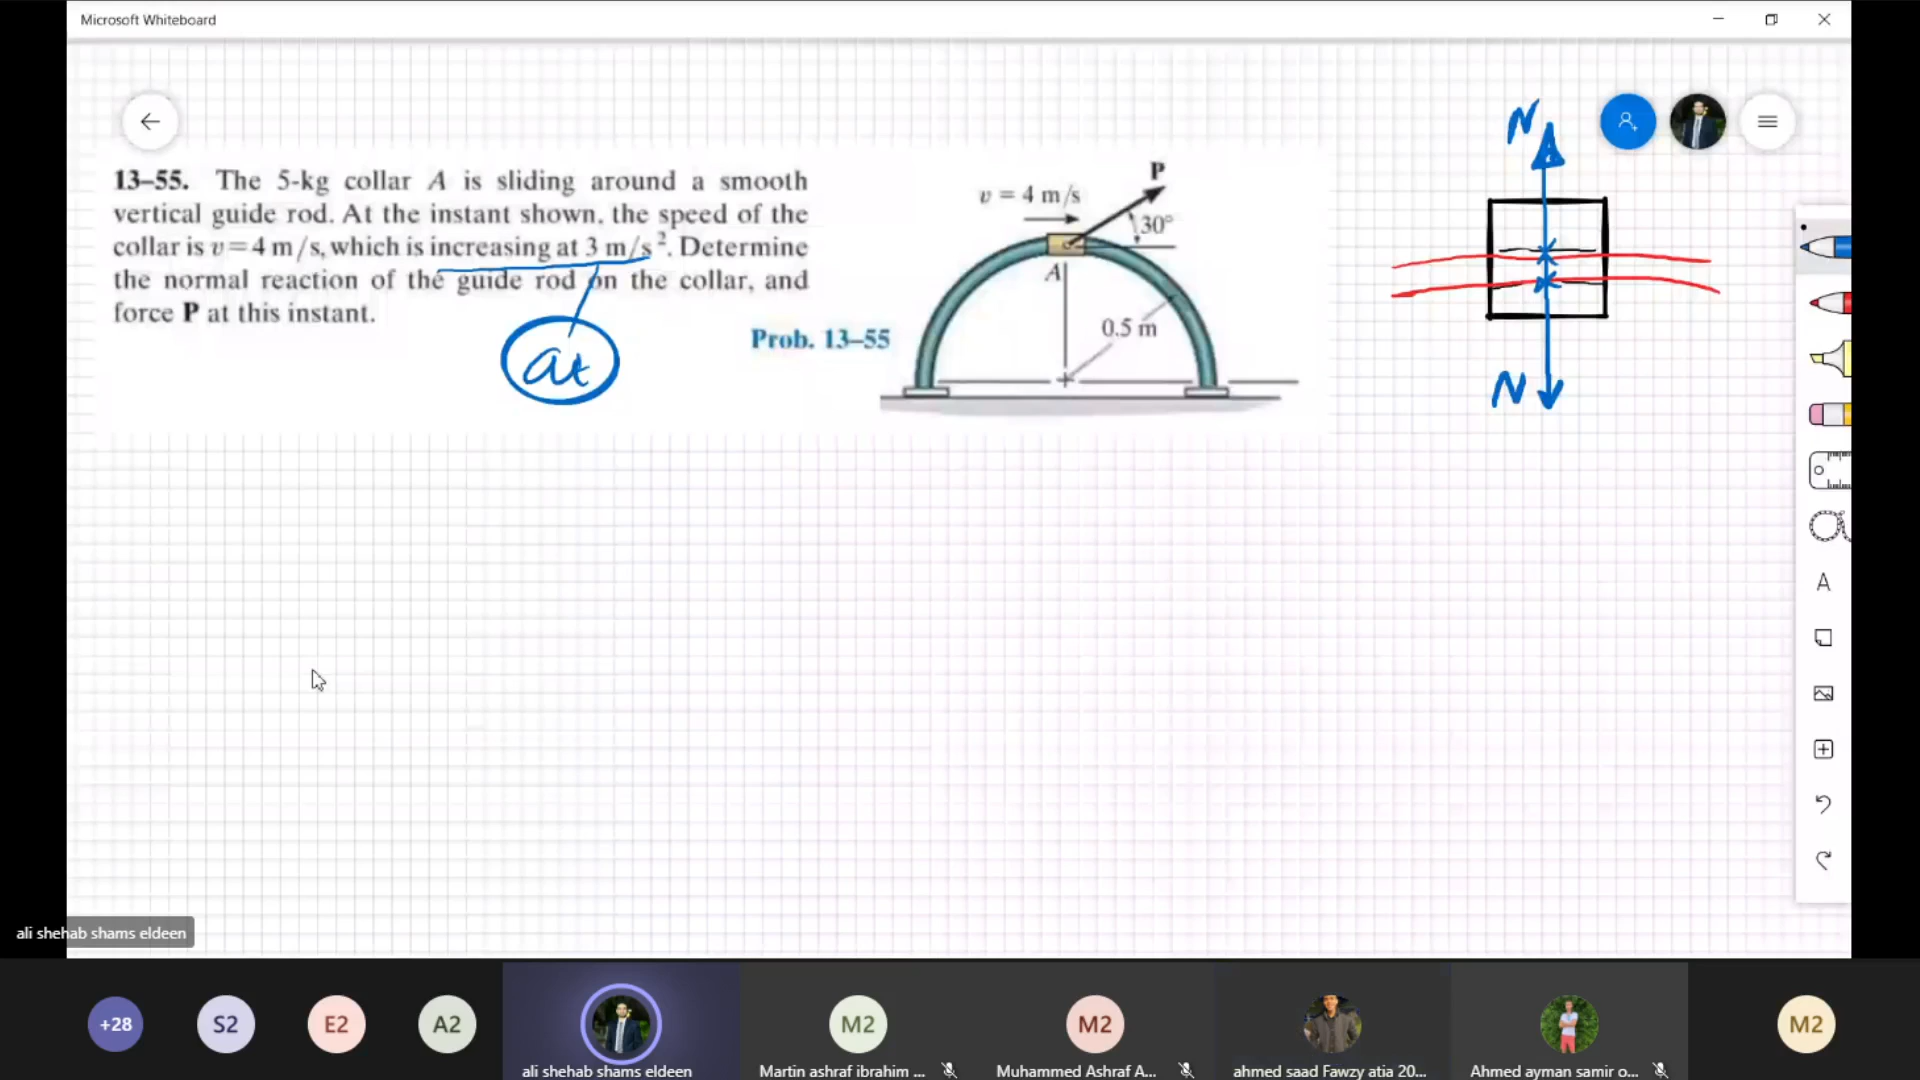 Microsoft Whiteboard
13–55. The 5-kg collar A is sliding around a smooth
vertical guide rod. At the instant shown, the speed of the
collar is v = 4 m/s, which is increasing at 3 m/s². Determine
the normal reaction of the guide rod on the collar, and
force P at this instant.
Prob. 13–55
at
v = 4 m/s
P
30°
A
0.5 m
N
N
A
ali shehab shams eldeen
+28
S2
E2
A2
ali shehab shams eldeen
M2
Martin ashraf ibrahim ...
M2
Muhammed Ashraf A...
ahmed saad Fawzy atia 20...
Ahmed ayman samir o...
M2